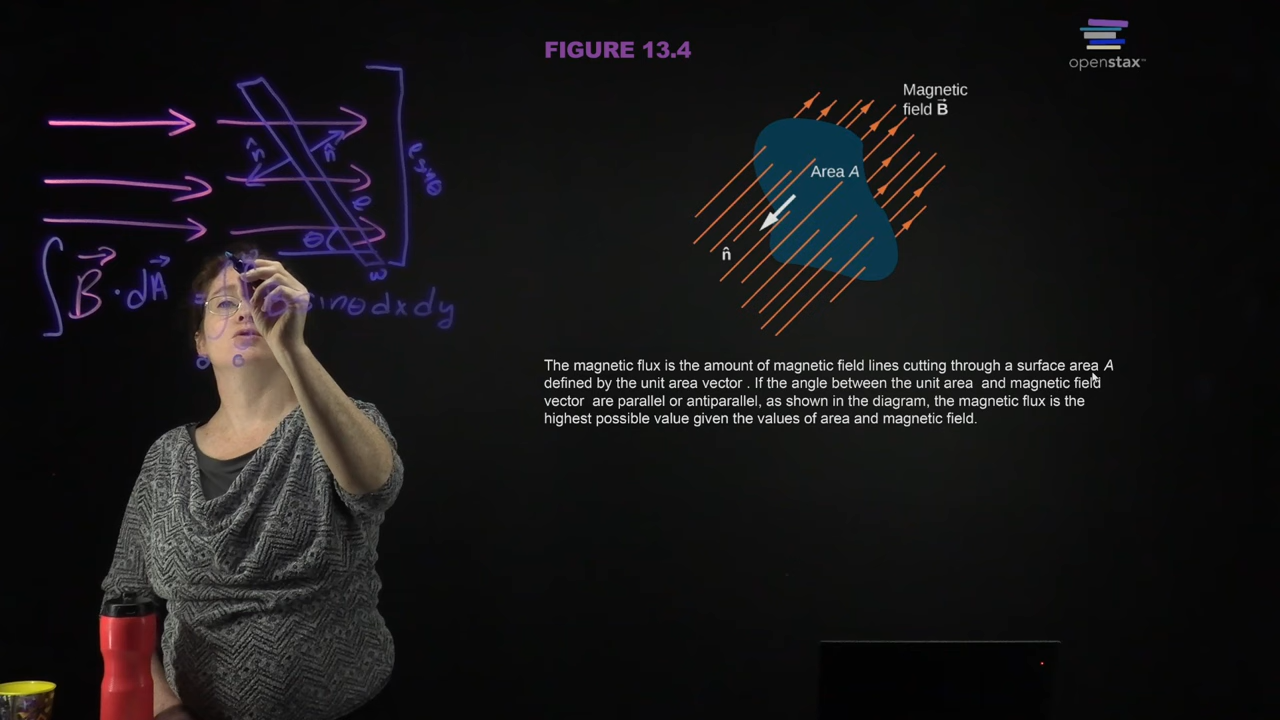 FIGURE 13.4
openstax™
Magnetic
field B⃗
Area A
n̂
The magnetic flux is the amount of magnetic field lines cutting through a surface area A
defined by the unit area vector . If the angle between the unit area and magnetic field
vector are parallel or antiparallel, as shown in the diagram, the magnetic flux is the
highest possible value given the values of area and magnetic field.
n̂
n̂
ℓ
θ
w
ℓ sinθ
∫ B⃗ · dA⃗ = ∫ ∫ B sinθ dx dy
o o